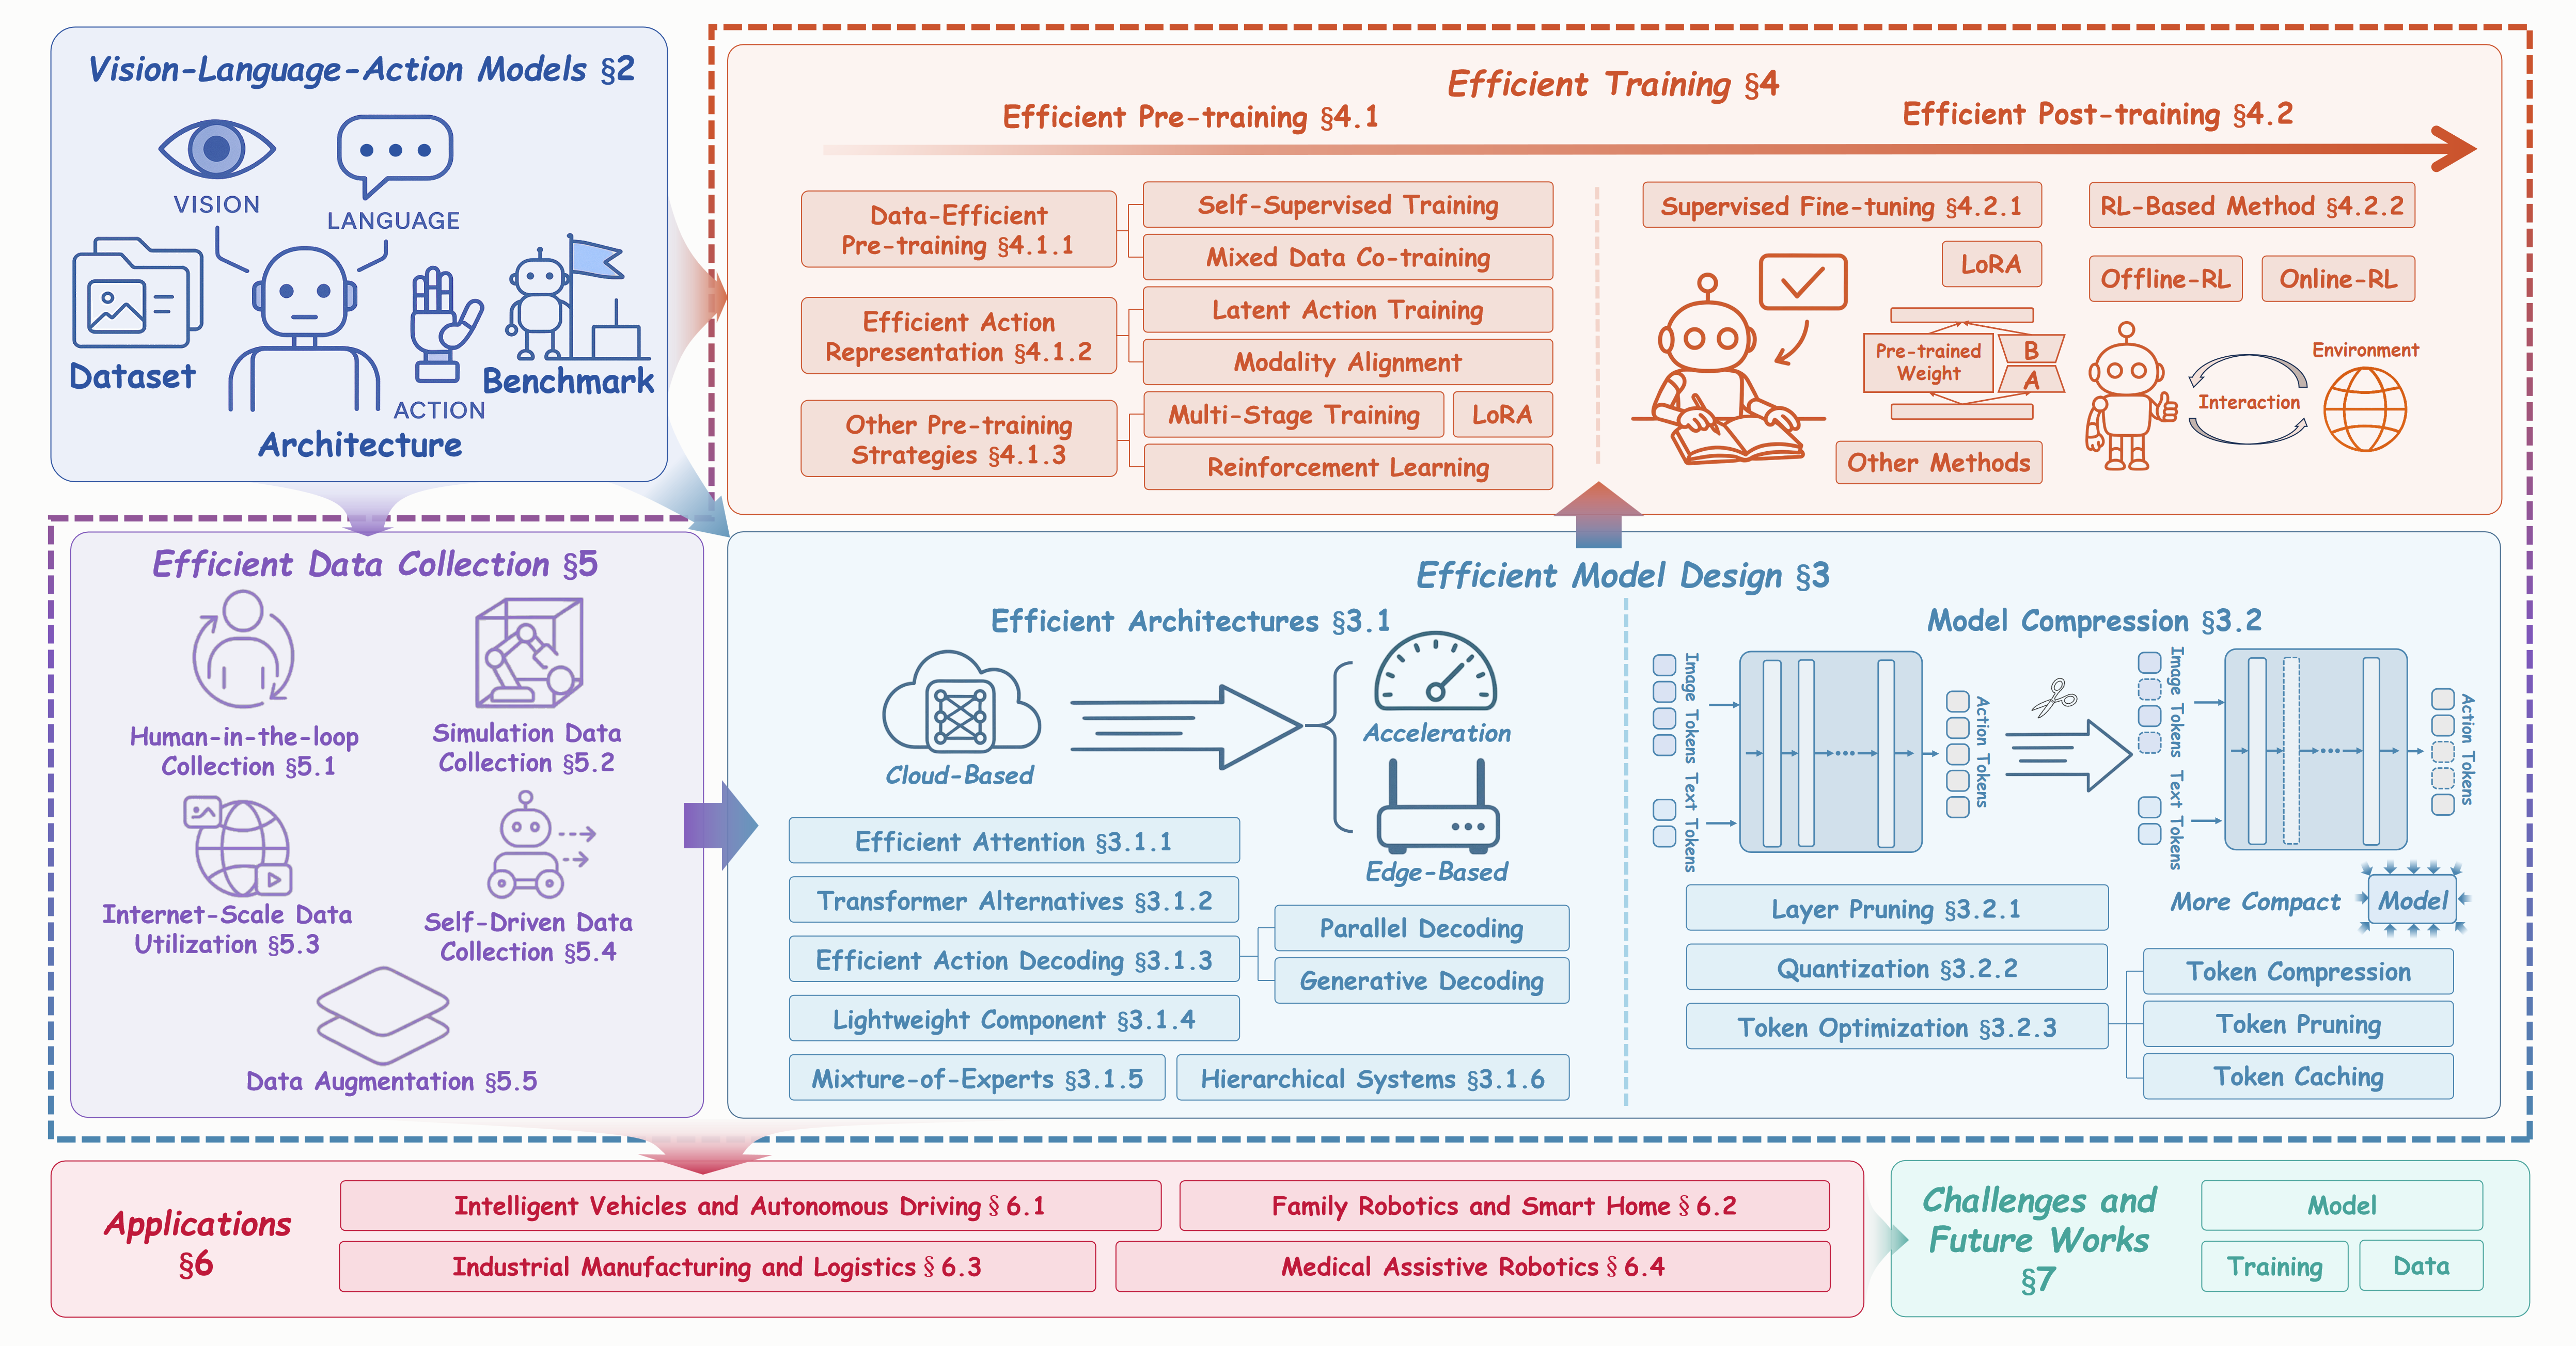 Vision-Language-Action Models §2
VISION
LANGUAGE
Dataset
ACTION
Benchmark
Architecture
Efficient Training §4
Efficient Pre-training §4.1
Efficient Post-training §4.2
Data-Efficient
Pre-training §4.1.1
Self-Supervised Training
Mixed Data Co-training
Efficient Action
Representation §4.1.2
Latent Action Training
Modality Alignment
Other Pre-training
Strategies §4.1.3
Multi-Stage Training
LoRA
Reinforcement Learning
Supervised Fine-tuning §4.2.1
LoRA
Pre-trained
Weight
B
A
Other Methods
RL-Based Method §4.2.2
Offline-RL
Online-RL
Environment
Interaction
Efficient Data Collection §5
Human-in-the-loop
Collection §5.1
Simulation Data
Collection §5.2
Internet-Scale Data
Utilization §5.3
Self-Driven Data
Collection §5.4
Data Augmentation §5.5
Efficient Model Design §3
Efficient Architectures §3.1
Cloud-Based
Acceleration
Edge-Based
Efficient Attention §3.1.1
Transformer Alternatives §3.1.2
Efficient Action Decoding §3.1.3
Parallel Decoding
Generative Decoding
Lightweight Component §3.1.4
Mixture-of-Experts §3.1.5
Hierarchical Systems §3.1.6
Model Compression §3.2
Image Tokens
Text Tokens
Action Tokens
Image Tokens
Text Tokens
Action Tokens
More Compact
Model
Layer Pruning §3.2.1
Quantization §3.2.2
Token Optimization §3.2.3
Token Compression
Token Pruning
Token Caching
Applications
§6
Intelligent Vehicles and Autonomous Driving § 6.1
Family Robotics and Smart Home § 6.2
Industrial Manufacturing and Logistics § 6.3
Medical Assistive Robotics § 6.4
Challenges and
Future Works
§7
Model
Training
Data